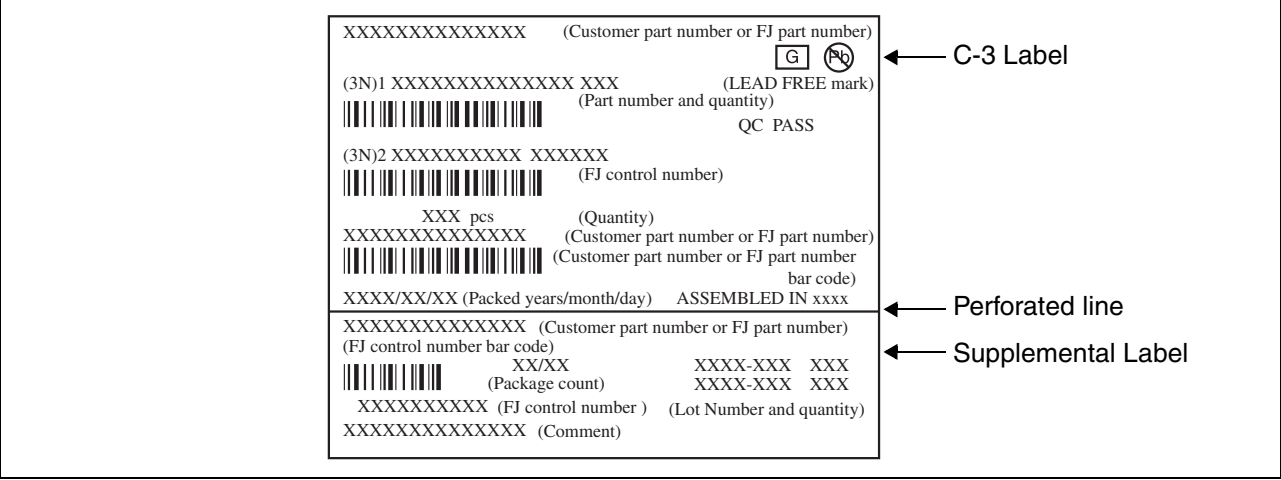 XXXXXXXXXXXXXX (Customer part number or FJ part number)
G Pb
C-3 Label
(3N)1 XXXXXXXXXXXXXX XXX (LEAD FREE mark)
(Part number and quantity)
QC PASS
(3N)2 XXXXXXXXXX XXXXXX
(FJ control number)
XXX pcs (Quantity)
XXXXXXXXXXXXXX (Customer part number or FJ part number)
(Customer part number or FJ part number
bar code)
XXXX/XX/XX (Packed years/month/day) ASSEMBLED IN xxxx
Perforated line
XXXXXXXXXXXXXX (Customer part number or FJ part number)
(FJ control number bar code)
Supplemental Label
XX/XX XXXX-XXX XXX
(Package count) XXXX-XXX XXX
XXXXXXXXXX (FJ control number ) (Lot Number and quantity)
XXXXXXXXXXXXXX (Comment)